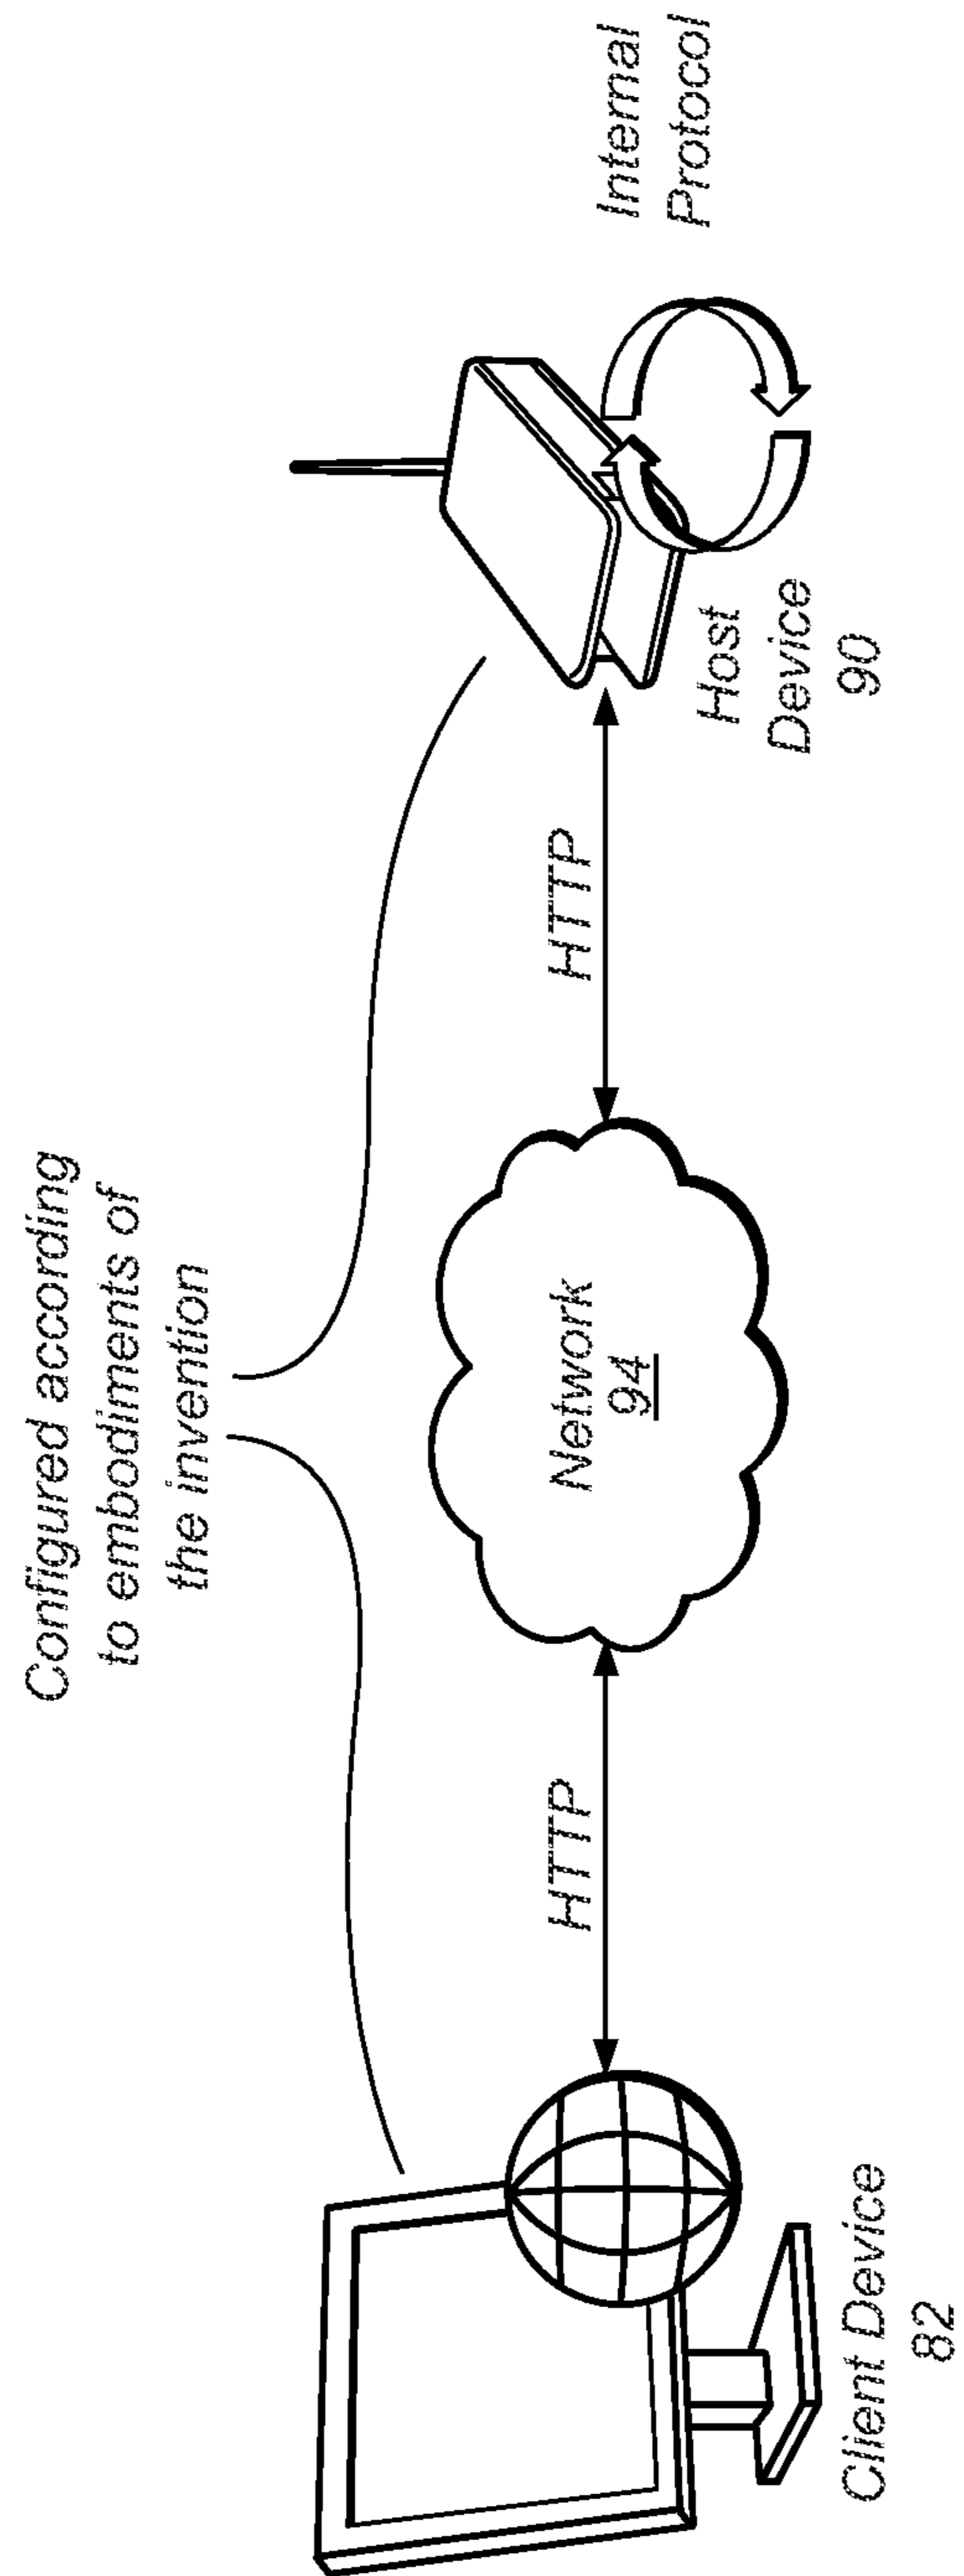 Configured according
to embodiments of
the invention
HTTP
HTTP
Network
94
Client Device
82
Host
Device
90
Internal
Protocol